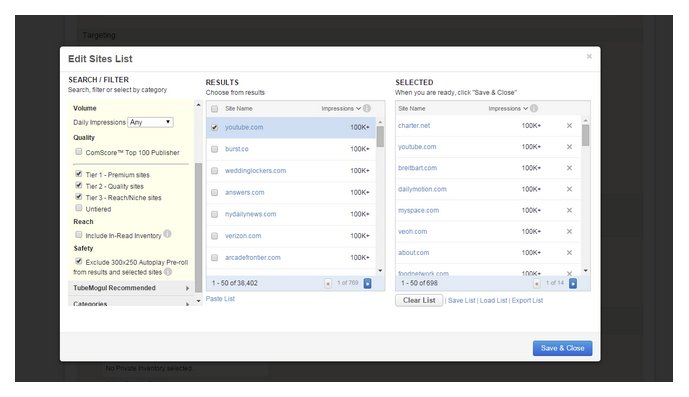 Targeting
Edit Sites List
×
SEARCH / FILTER
Search, filter or select by category
Volume
Daily Impressions Any
Quality
ComScore™ Top 100 Publisher
Tier 1 - Premium sites
Tier 2 - Quality sites
Tier 3 - Reach/Niche sites
Untiered
Reach
Include In-Read Inventory
Safety
Exclude 300x250 Autoplay Pre-roll
from results and selected sites
TubeMogul Recommended
Categories
RESULTS
Choose from results
Site Name Impressions
youtube.com 100K+
burst.co 100K+
weddinglockers.com 100K+
answers.com 100K+
nydailynews.com 100K+
verizon.com 100K+
arcadefrontier.com 100K+
1 - 50 of 38,402 « 1 of 769 »
Paste List
SELECTED
When you are ready, click "Save & Close"
Site Name Impressions
charter.net 100K+ ×
youtube.com 100K+ ×
breitbart.com 100K+ ×
dailymotion.com 100K+ ×
myspace.com 100K+ ×
veoh.com 100K+ ×
about.com 100K+ ×
foodnetwork.com 100K+ ×
1 - 50 of 698 « 1 of 14 »
Clear List | Save List | Load List | Export List
Save & Close
No Private Inventory selected